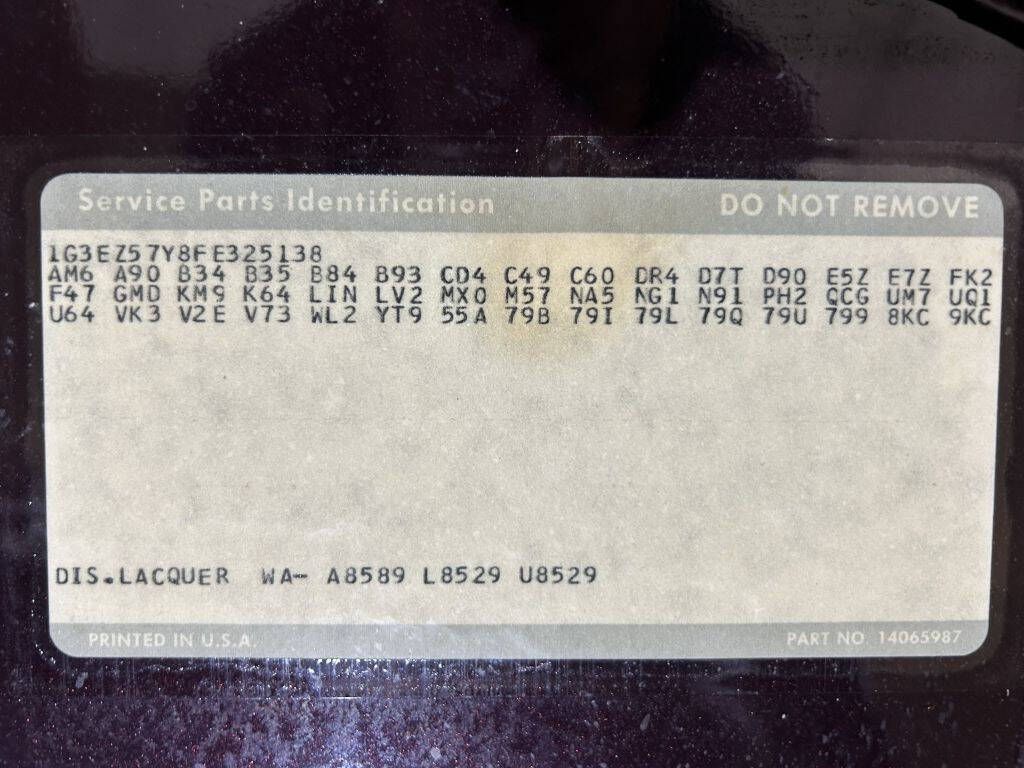 Service Parts Identification DO NOT REMOVE
1G3EZ57Y8FE325138
AM6 A90 B34 B35 B84 B93 CD4 C49 C60 DR4 D7T D90 E5Z E7Z FK2
F47 GMD KM9 K64 LIN LV2 MX0 M57 NA5 NG1 N91 PH2 QCG UM7 UQ1
U64 VK3 V2E V73 WL2 YT9 55A 79B 79I 79L 79Q 79U 799 8KC 9KC
DIS.LACQUER WA- A8589 L8529 U8529
PRINTED IN U.S.A. PART NO. 14065987